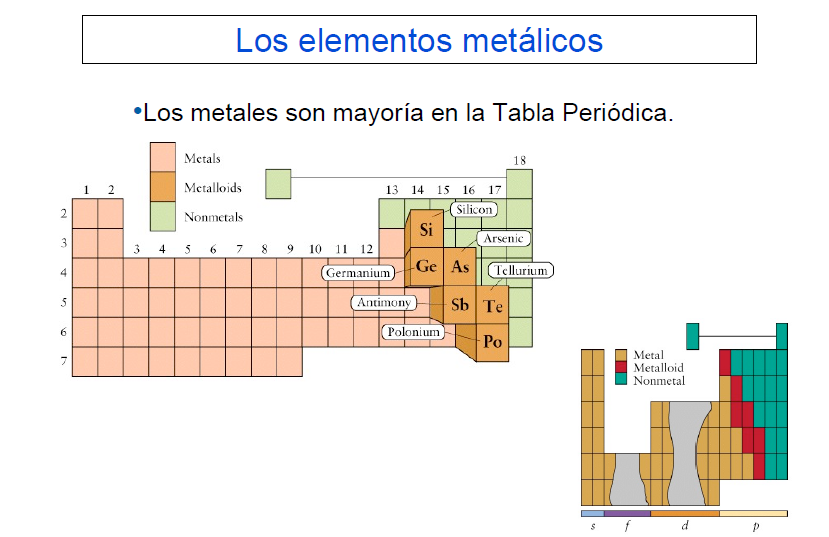 Los elementos metálicos
•Los metales son mayoría en la Tabla Periódica.
Metals
Metalloids
Nonmetals
18
1 2 13 14 15 16 17
2
3
3 4 5 6 7 8 9 10 11 12
4
5
6
7
Silicon
Si
Arsenic
Germanium
Ge As
Tellurium
Antimony
Sb Te
Polonium
Po
Metal
Metalloid
Nonmetal
s f d p